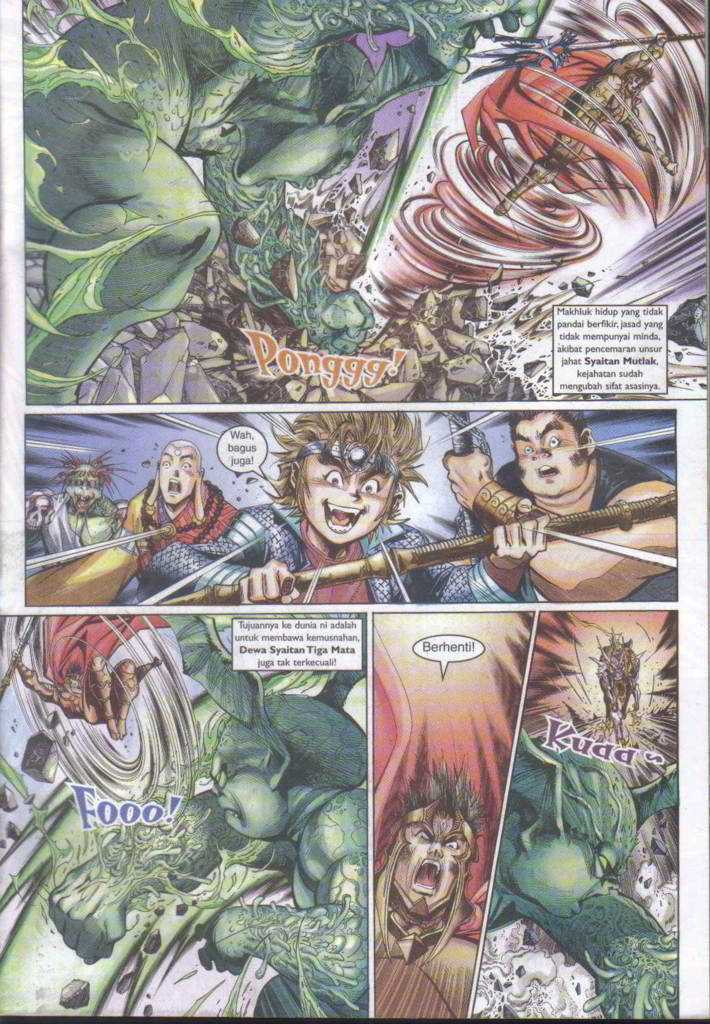 Makhluk hidup yang tidak
pandai berfikir, jasad yang
tidak mempunyai minda,
akibat pencemaran unsur
jahat Syaitan Mutlak,
kejahatan sudah
mengubah sifat asasinya.
Ponggg!
Wah,
bagus
juga!
Tujuannya ke dunia ni adalah
untuk membawa kemusnahan,
Dewa Syaitan Tiga Mata
juga tak terkecuali!
Fooo!
Berhenti!
Kuaa~